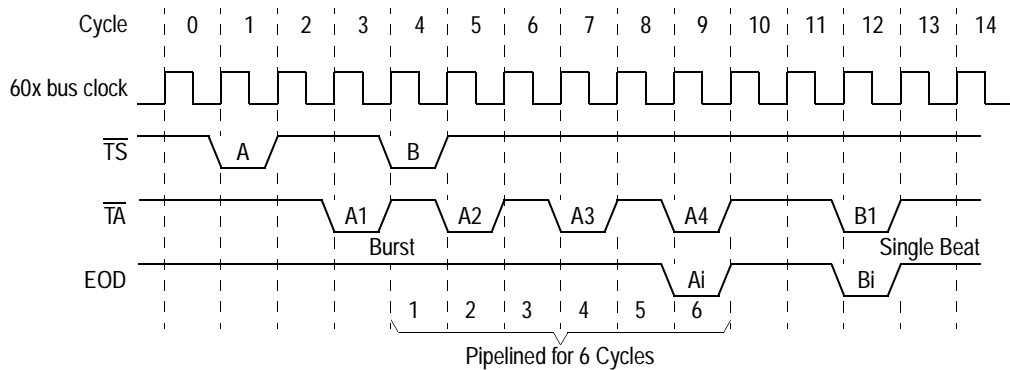 Cycle 0 1 2 3 4 5 6 7 8 9 10 11 12 13 14
60x bus clock
TS A B
TA A1 A2 A3 A4 B1
Burst Single Beat
EOD Ai Bi
1 2 3 4 5 6
Pipelined for 6 Cycles